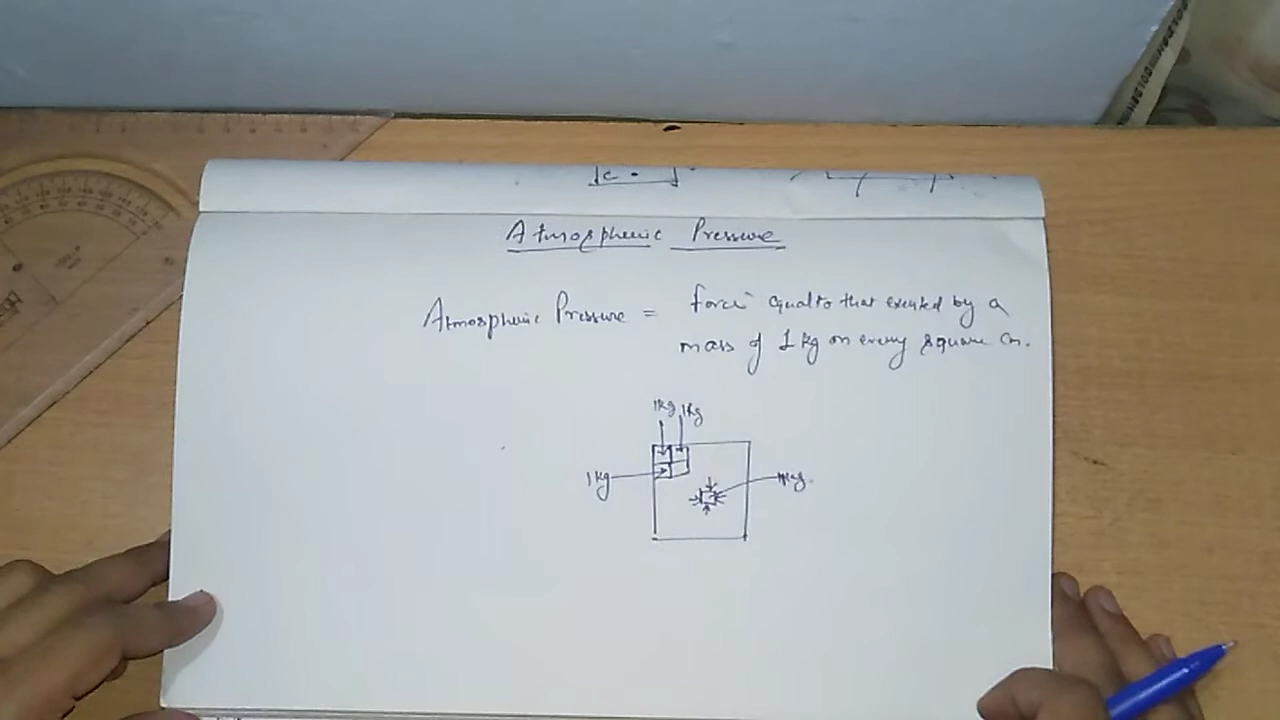 Atmospheric Pressure
Atmospheric Pressure = force equal to that exerted by a
mass of 1 kg on every square cm.
1kg 1kg
1kg
1kg.